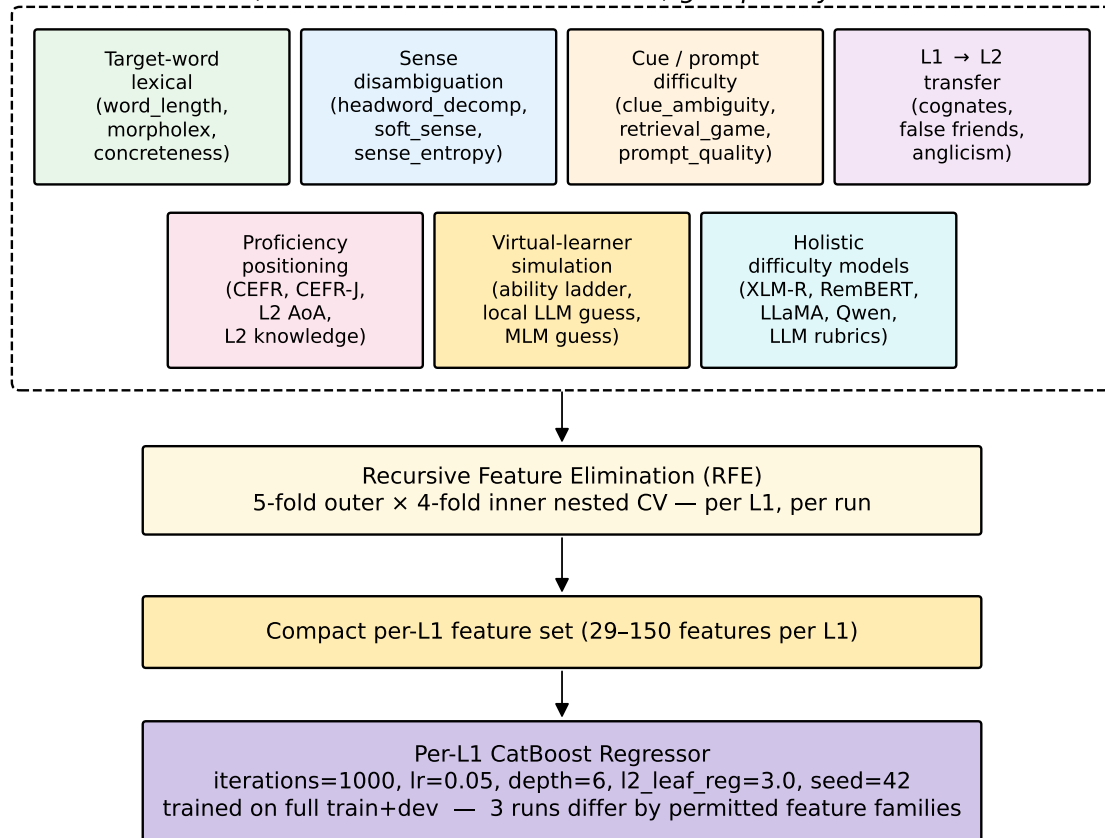 Target-word
lexical
(word_length,
morpholex,
concreteness)
Sense
disambiguation
(headword_decomp,
soft_sense,
sense_entropy)
Cue / prompt
difficulty
(clue_ambiguity,
retrieval_game,
prompt_quality)
L1 → L2
transfer
(cognates,
false friends,
anglicism)
Proficiency
positioning
(CEFR, CEFR-J,
L2 AoA,
L2 knowledge)
Virtual-learner
simulation
(ability ladder,
local LLM guess,
MLM guess)
Holistic
difficulty models
(XLM-R, RemBERT,
LLaMA, Qwen,
LLM rubrics)
Recursive Feature Elimination (RFE)
5-fold outer × 4-fold inner nested CV — per L1, per run
Compact per-L1 feature set (29–150 features per L1)
Per-L1 CatBoost Regressor
iterations=1000, lr=0.05, depth=6, l2_leaf_reg=3.0, seed=42
trained on full train+dev — 3 runs differ by permitted feature families